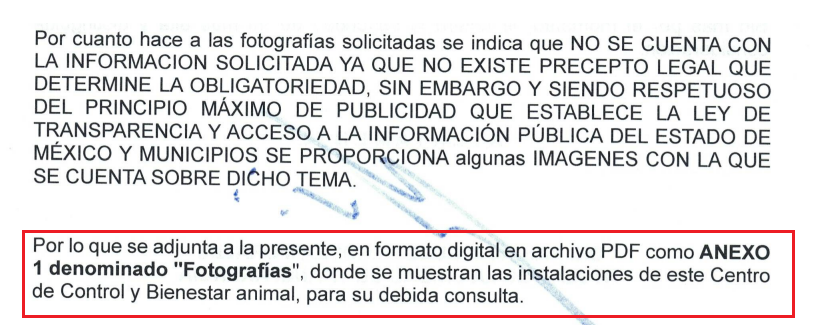 Por cuanto hace a las fotografías solicitadas se indica que NO SE CUENTA CON
LA INFORMACION SOLICITADA YA QUE NO EXISTE PRECEPTO LEGAL QUE
DETERMINE LA OBLIGATORIEDAD, SIN EMBARGO Y SIENDO RESPETUOSO
DEL PRINCIPIO MÁXIMO DE PUBLICIDAD QUE ESTABLECE LA LEY DE
TRANSPARENCIA Y ACCESO A LA INFORMACIÓN PÚBLICA DEL ESTADO DE
MÉXICO Y MUNICIPIOS SE PROPORCIONA algunas IMAGENES CON LA QUE
SE CUENTA SOBRE DICHO TEMA.
Por lo que se adjunta a la presente, en formato digital en archivo PDF como ANEXO
1 denominado "Fotografías", donde se muestran las instalaciones de este Centro
de Control y Bienestar animal, para su debida consulta.